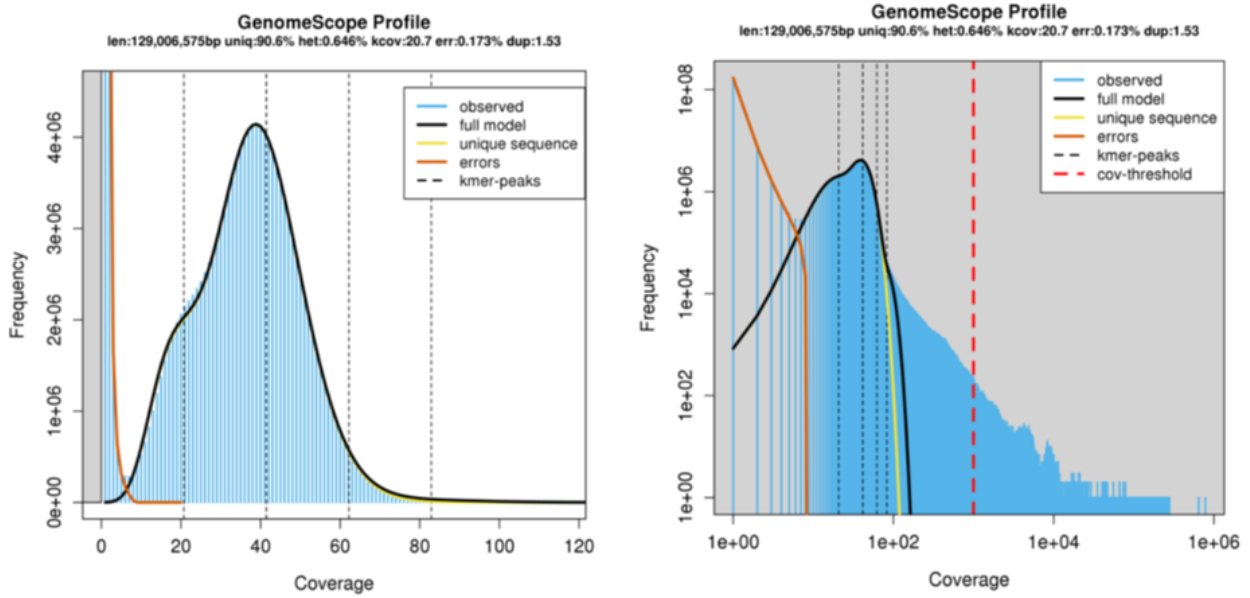 GenomeScope Profile
len:129,006,575bp uniq:90.6% het:0.646% kcov:20.7 err:0.173% dup:1.53
observed
full model
unique sequence
errors
kmer-peaks
Frequency
0e+00
1e+06
2e+06
3e+06
4e+06
0
20
40
60
80
100
120
Coverage
GenomeScope Profile
len:129,006,575bp uniq:90.6% het:0.646% kcov:20.7 err:0.173% dup:1.53
observed
full model
unique sequence
errors
kmer-peaks
cov-threshold
Frequency
1e+00
1e+02
1e+04
1e+06
1e+08
1e+00
1e+02
1e+04
1e+06
Coverage